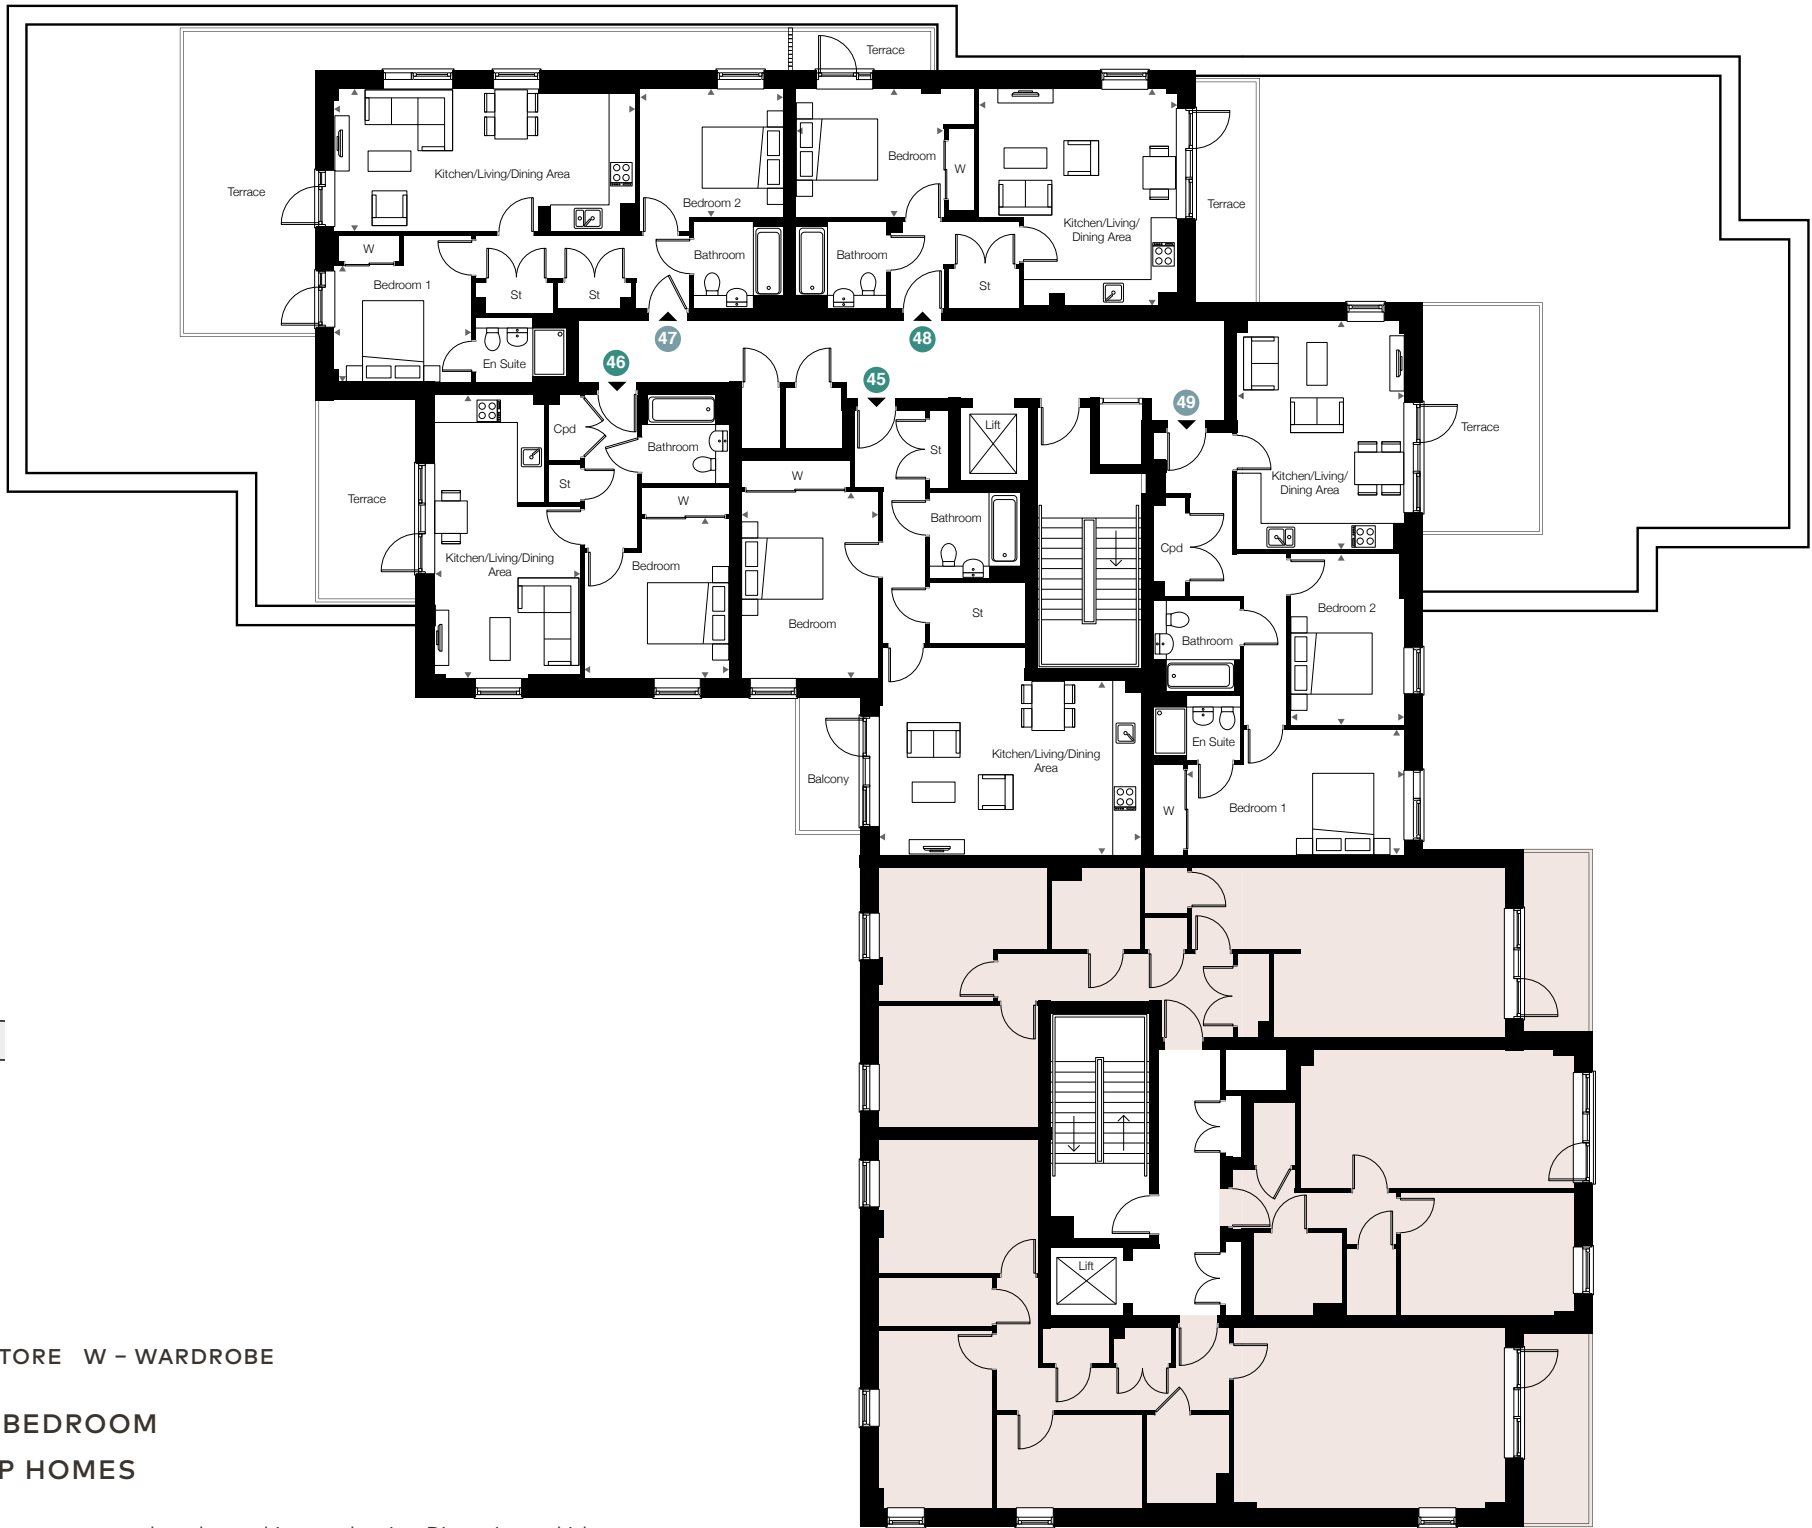 Terrace
Terrace
Kitchen/Living/Dining Area
Bedroom 2
Bedroom
W
Kitchen/Living/
Dining Area
Terrace
W
Bedroom 1
St
St
Bathroom
Bathroom
St
En Suite
47
48
46
45
49
Cpd
Bathroom
St
W
Terrace
Kitchen/Living/Dining
Area
Bedroom
W
St
Lift
Bathroom
Bedroom
St
Kitchen/Living/
Dining Area
Terrace
Cpd
Bedroom 2
Bathroom
En Suite
W
Bedroom 1
Balcony
Kitchen/Living/Dining
Area
Lift
TORE W – WARDROBE
BEDROOM
P HOMES